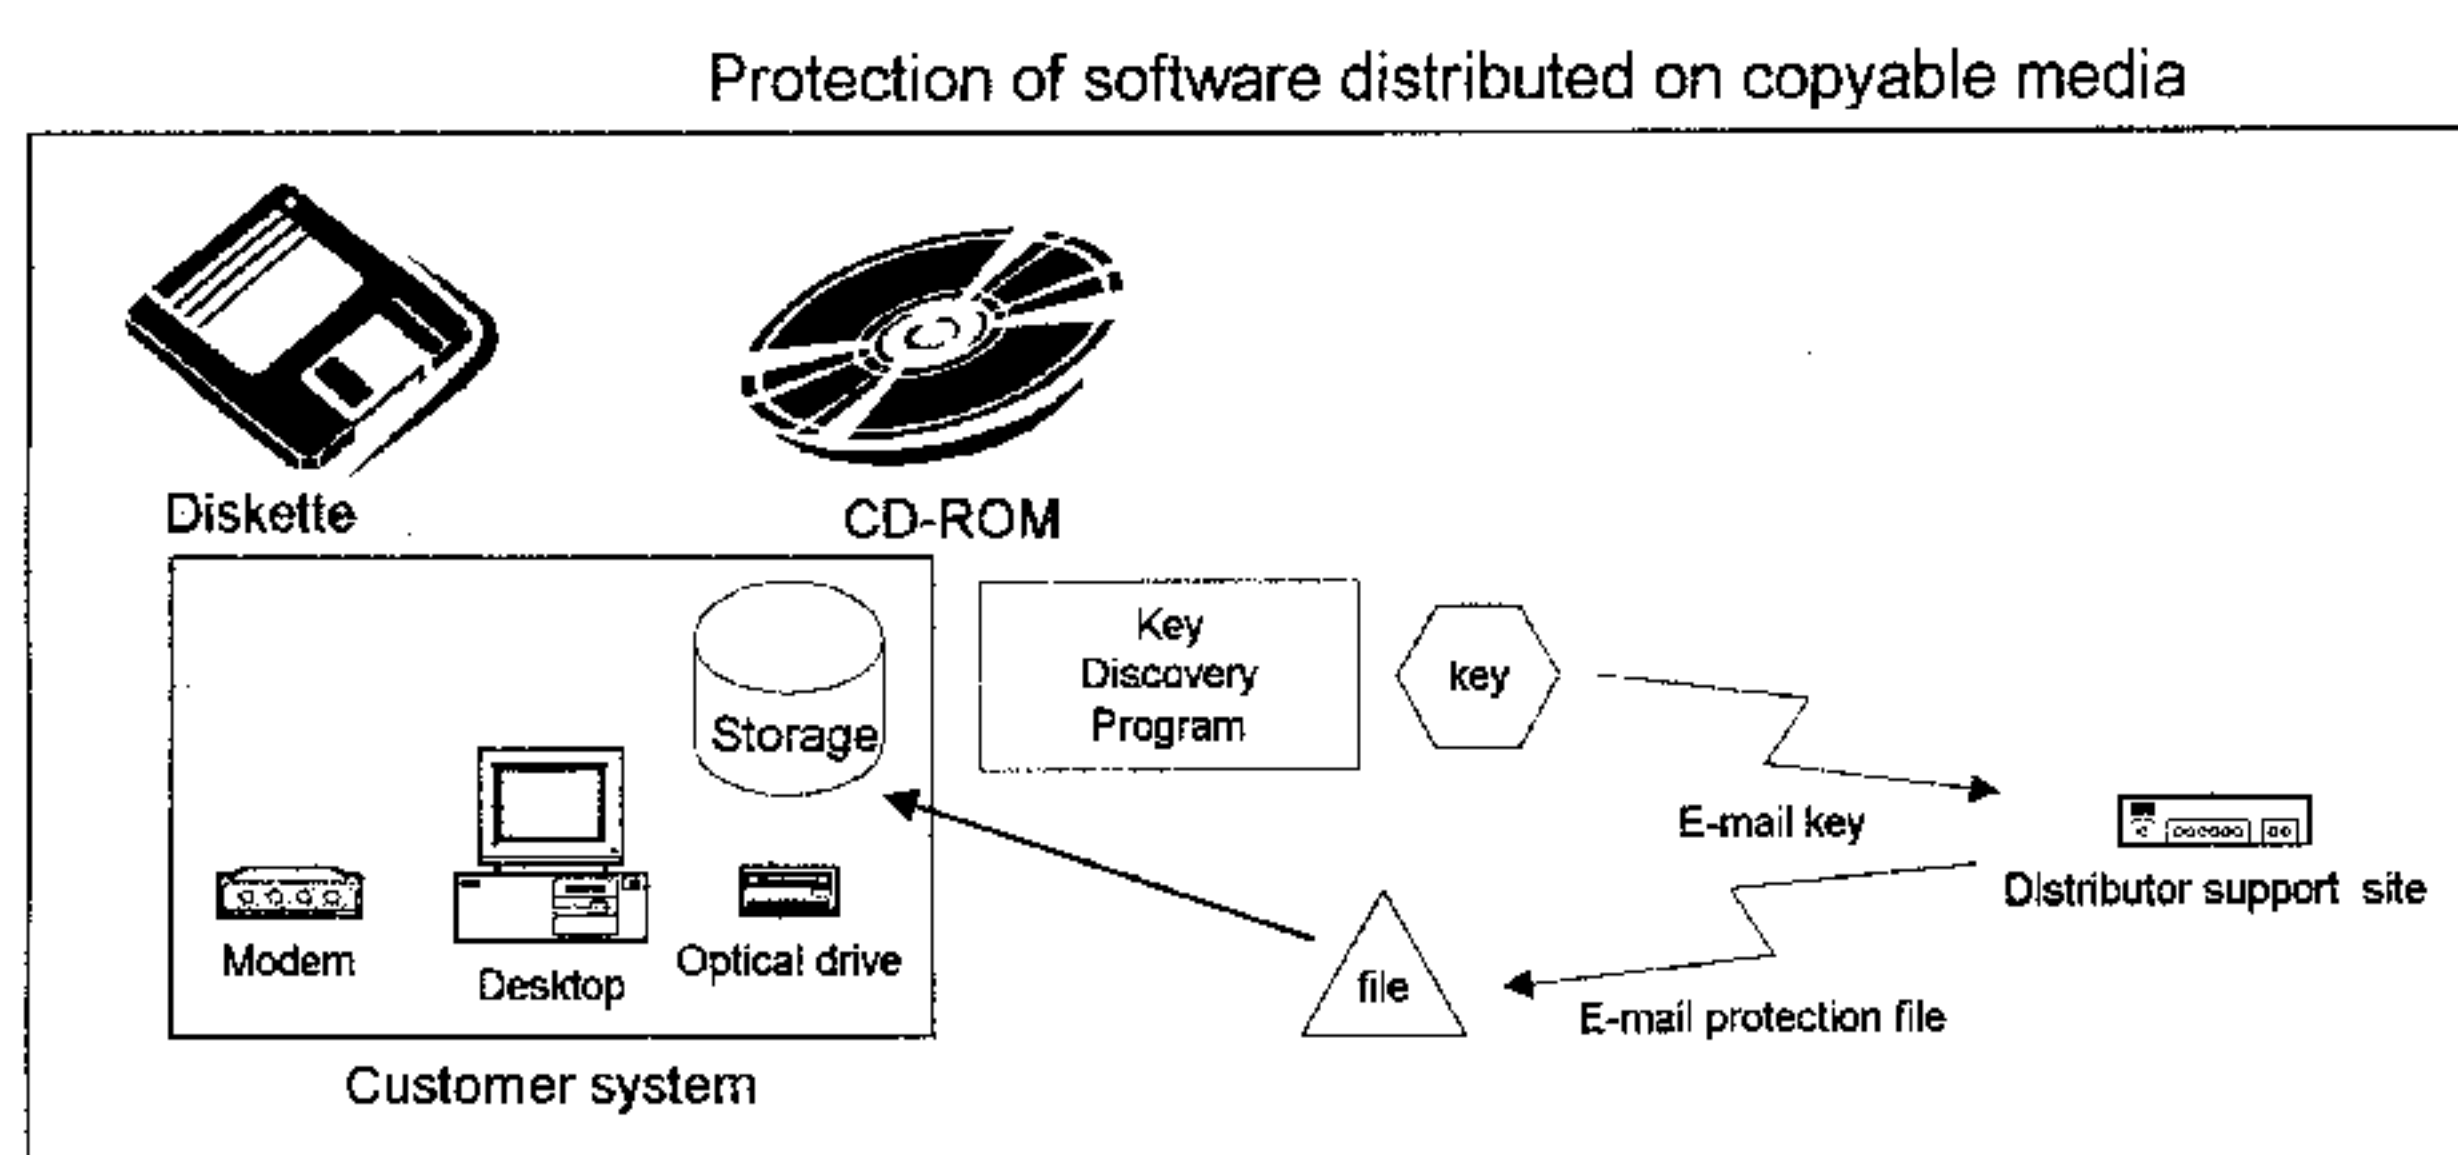 Protection of software distributed on copyable media
Diskette
CD-ROM
Storage
Key
Discovery
Program
key
E-mail key
Distributor support site
Modem
Desktop
Optical drive
file
E-mail protection file
Customer system